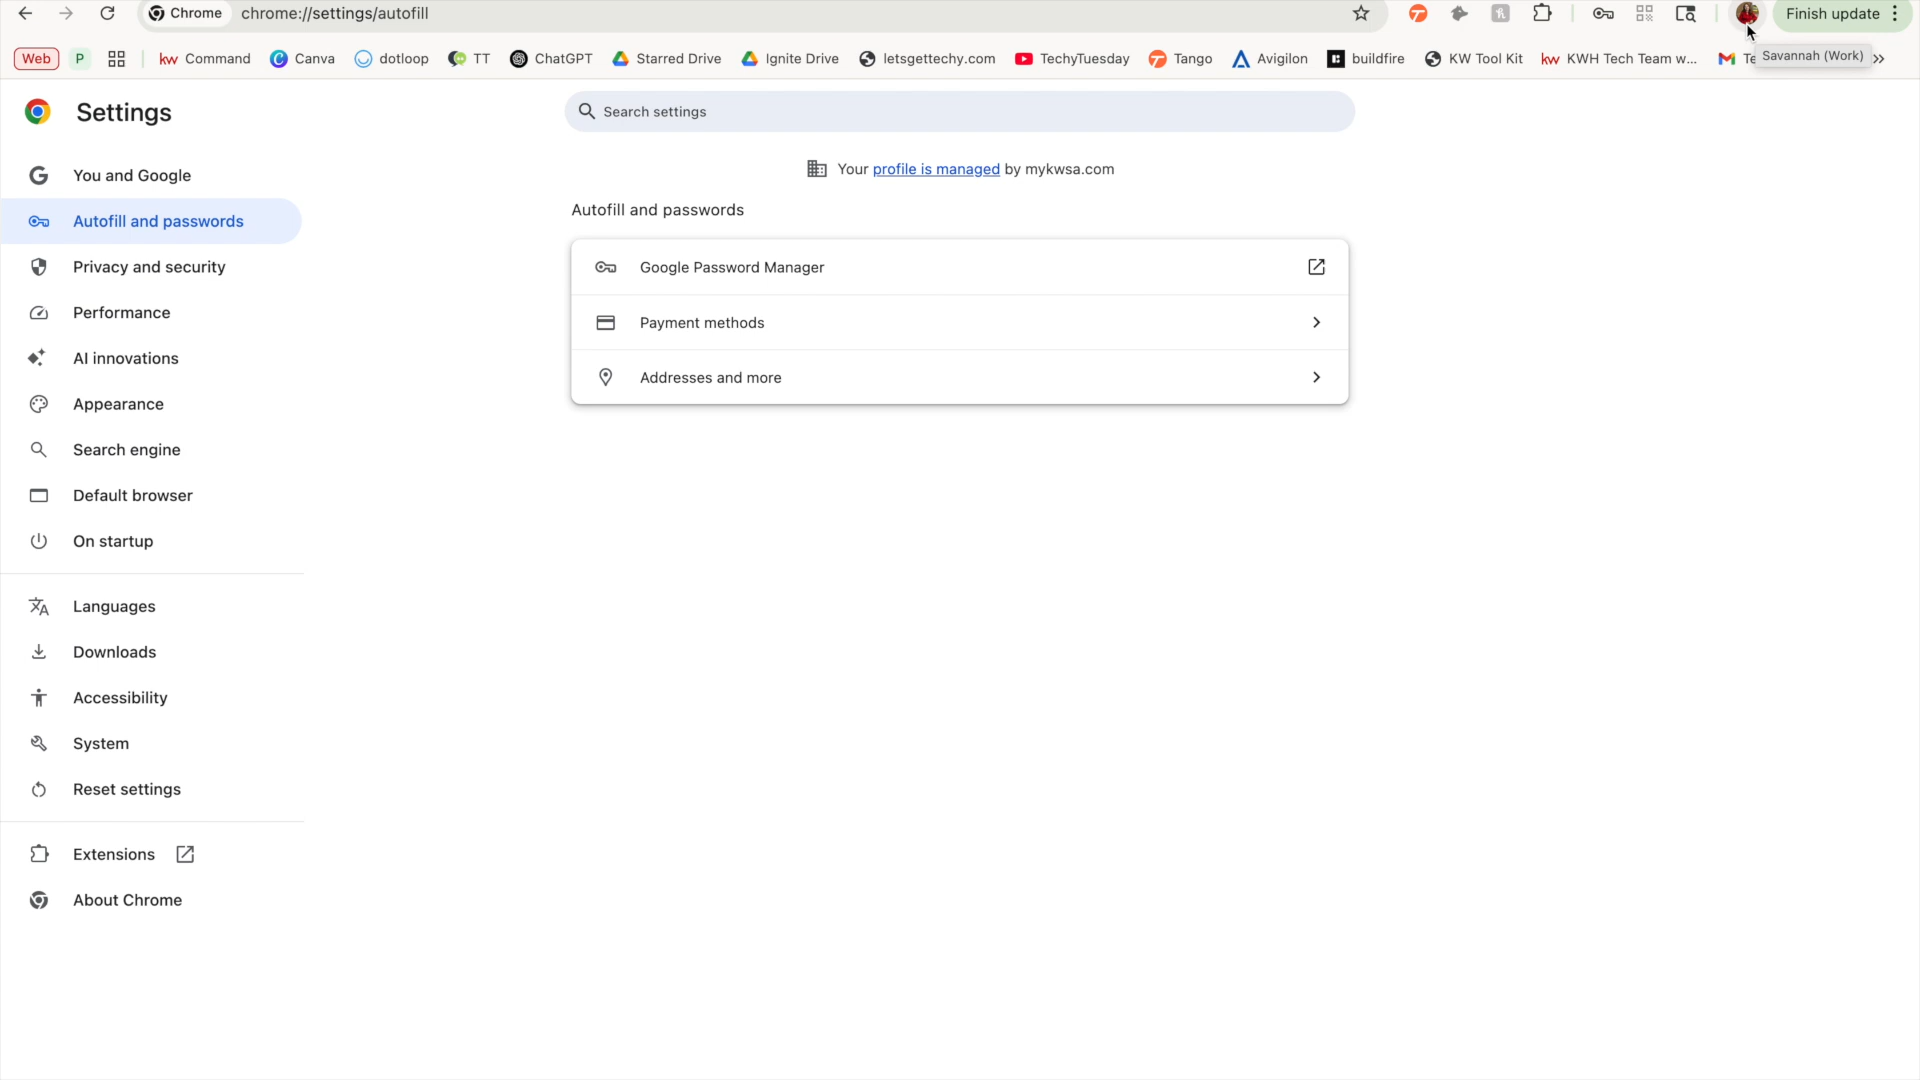 Chrome chrome://settings/autofill Finish update
Web P Command Canva dotloop TT ChatGPT Starred Drive Ignite Drive letsgettechy.com TechyTuesday Tango Avigilon buildfire KW Tool Kit kw KWH Tech Team w... Savannah (Work)
Settings
Search settings
Your profile is managed by mykwsa.com
You and Google
Autofill and passwords
Privacy and security
Performance
AI innovations
Appearance
Search engine
Default browser
On startup
Languages
Downloads
Accessibility
System
Reset settings
Extensions
About Chrome
Autofill and passwords
Google Password Manager
Payment methods
Addresses and more